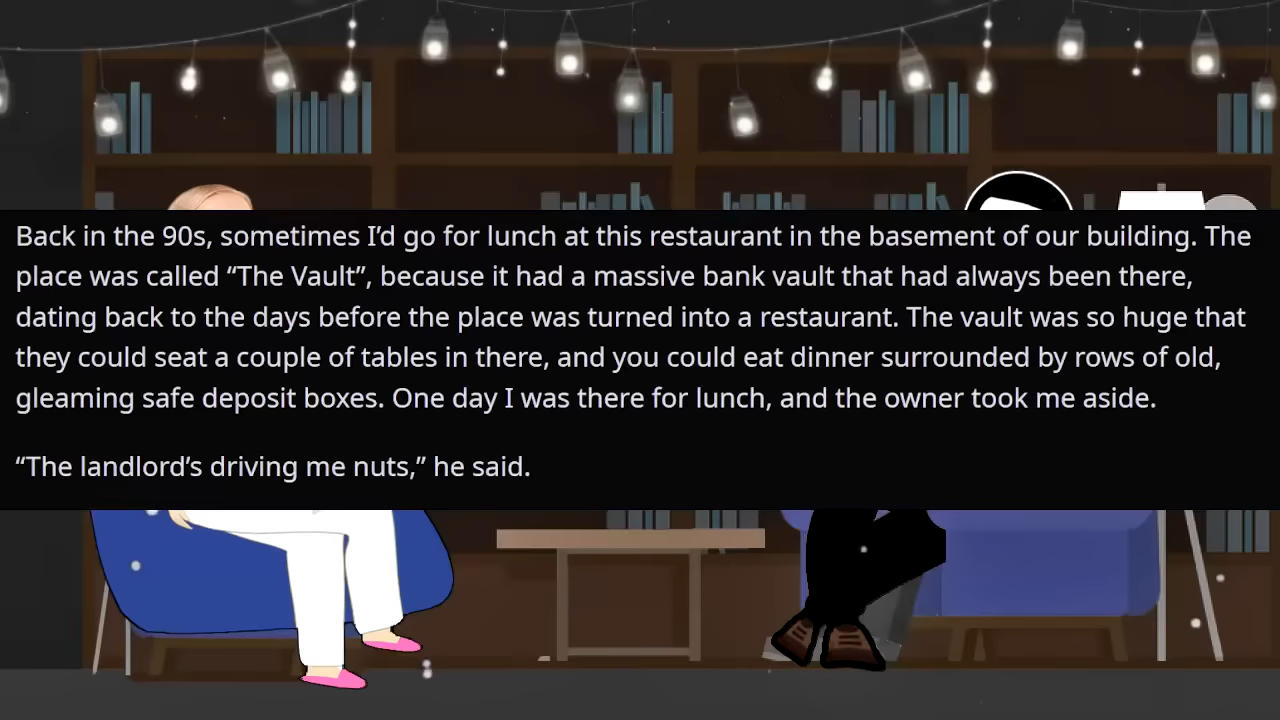 Back in the 90s, sometimes I’d go for lunch at this restaurant in the basement of our building. The
place was called “The Vault”, because it had a massive bank vault that had always been there,
dating back to the days before the place was turned into a restaurant. The vault was so huge that
they could seat a couple of tables in there, and you could eat dinner surrounded by rows of old,
gleaming safe deposit boxes. One day I was there for lunch, and the owner took me aside.
“The landlord’s driving me nuts,” he said.